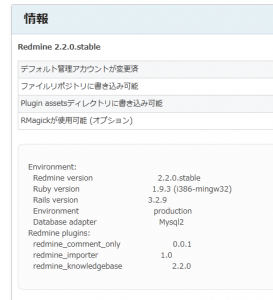 情報
Redmine 2.2.0.stable
デフォルト管理アカウントが変更済
ファイルリポジトリに書き込み可能
Plugin assetsディレクトリに書き込み可能
RMagickが使用可能 (オプション)
Environment:
Redmine version 2.2.0.stable
Ruby version 1.9.3 (i386-mingw32)
Rails version 3.2.9
Environment production
Database adapter Mysql2
Redmine plugins:
redmine_comment_only 0.0.1
redmine_importer 1.0
redmine_knowledgebase 2.2.0